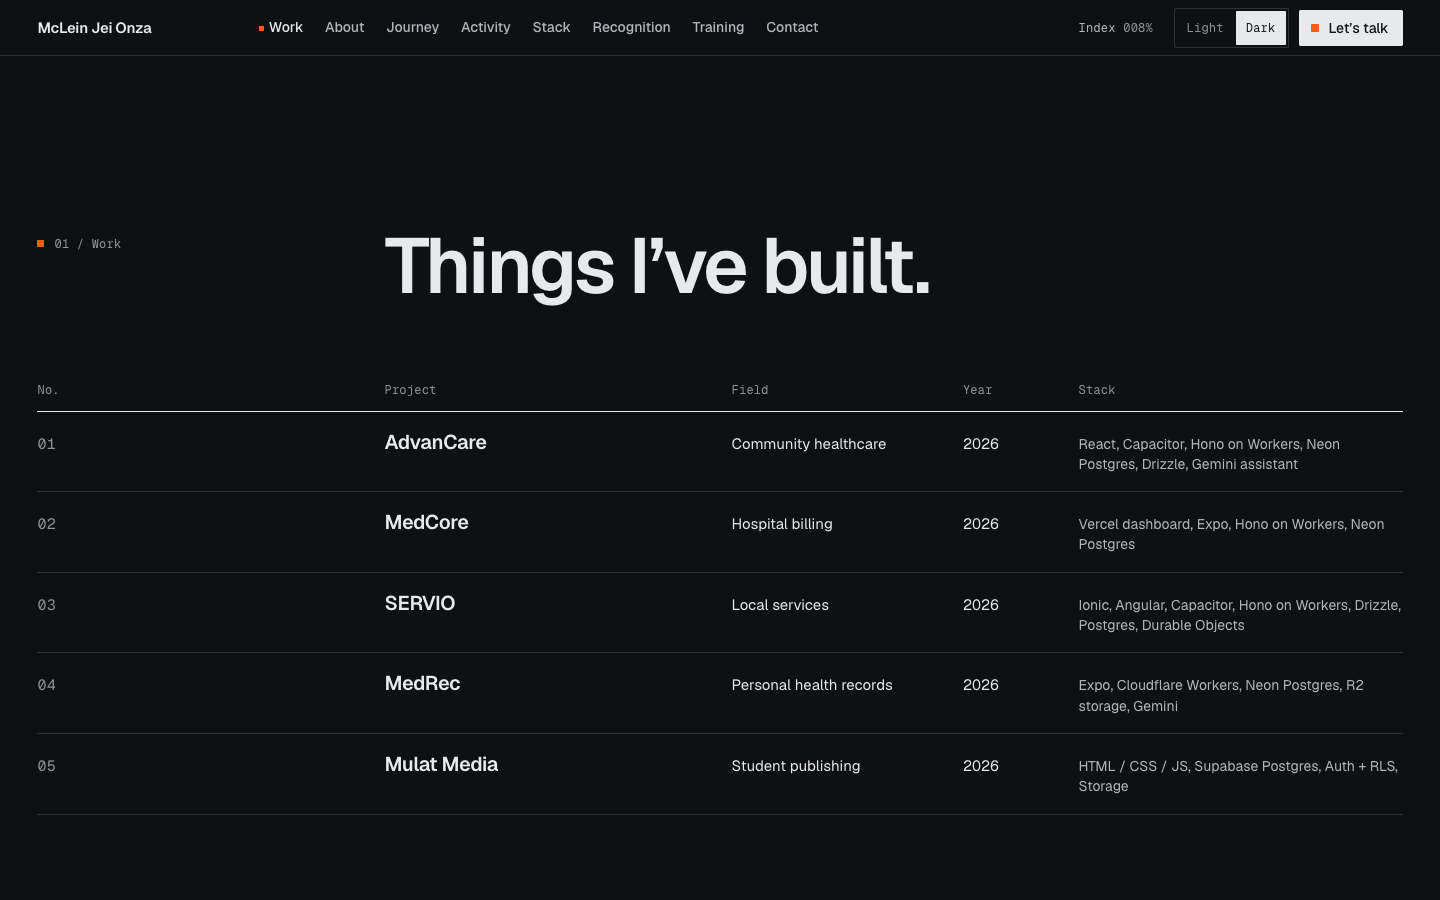 McLein Jei Onza
Work About Journey Activity Stack Recognition Training Contact
Index 008%
Light Dark
Let's talk
01 / Work
Things I’ve built.
No. Project Field Year Stack
01 AdvanCare Community healthcare 2026 React, Capacitor, Hono on Workers, Neon
Postgres, Drizzle, Gemini assistant
02 MedCore Hospital billing 2026 Vercel dashboard, Expo, Hono on Workers, Neon
Postgres
03 SERVIO Local services 2026 Ionic, Angular, Capacitor, Hono on Workers, Drizzle,
Postgres, Durable Objects
04 MedRec Personal health records 2026 Expo, Cloudflare Workers, Neon Postgres, R2
storage, Gemini
05 Mulat Media Student publishing 2026 HTML / CSS / JS, Supabase Postgres, Auth + RLS,
Storage